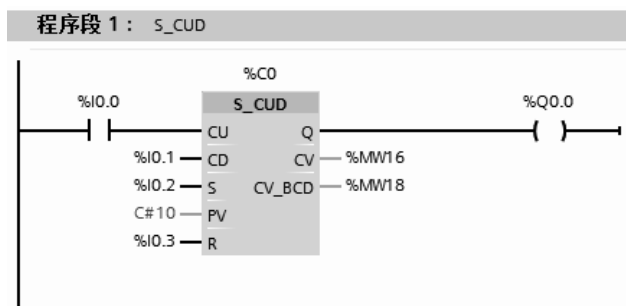 程序段 1： S_CUD
%C0
%I0.0 S_CUD %Q0.0
CU Q
%I0.1 CD CV %MW16
%I0.2 S CV_BCD %MW18
C#10 PV
%I0.3 R